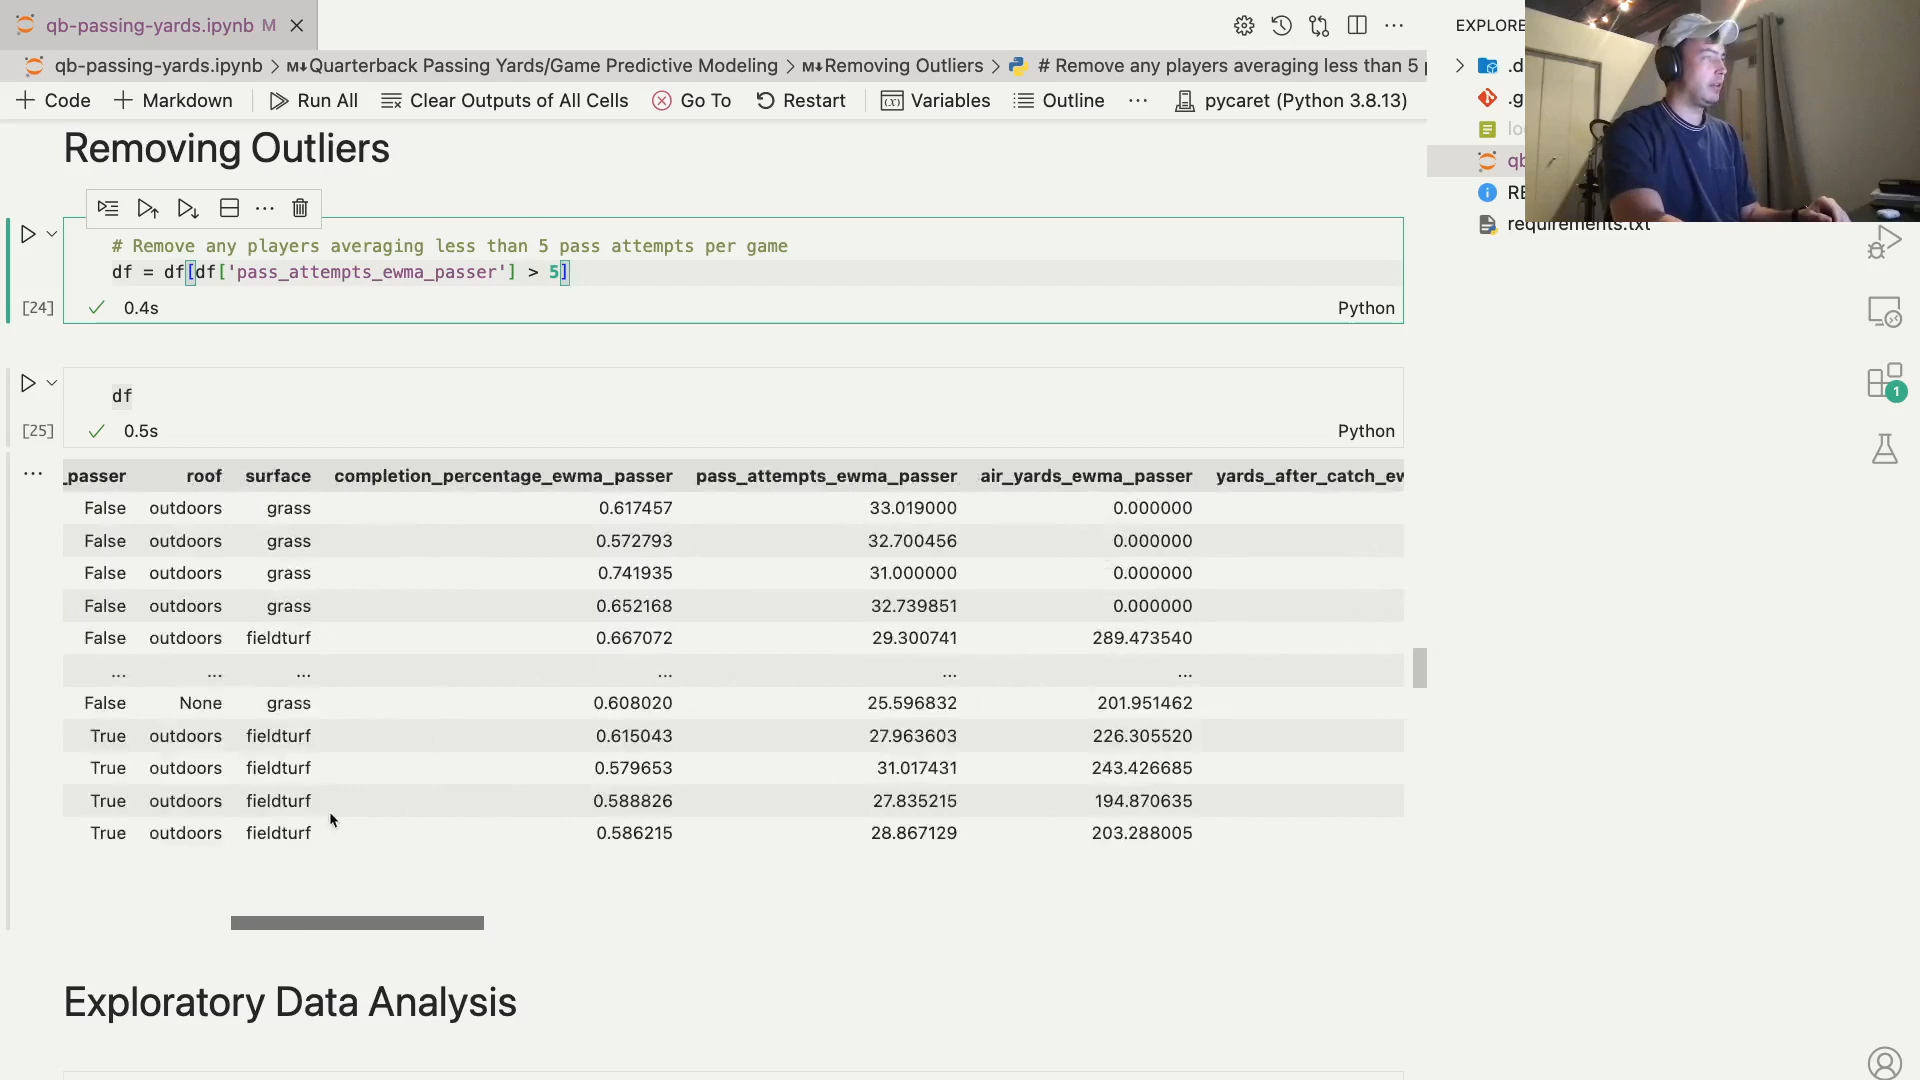 qb-passing-yards.ipynb M
EXPLORE
qb-passing-yards.ipynb > M↓Quarterback Passing Yards/Game Predictive Modeling > M↓Removing Outliers > # Remove any players averaging less than 5 p
Code Markdown Run All Clear Outputs of All Cells Go To Restart Variables Outline ... pycaret (Python 3.8.13)
.d
.g
lo
qb
RE
requirements.txt
1
Removing Outliers
# Remove any players averaging less than 5 pass attempts per game
df = df[df['pass_attempts_ewma_passer'] > 5]
[24] 0.4s Python
df
[25] 0.5s Python
_passer roof surface completion_percentage_ewma_passer pass_attempts_ewma_passer air_yards_ewma_passer yards_after_catch_ew
False outdoors grass 0.617457 33.019000 0.000000
False outdoors grass 0.572793 32.700456 0.000000
False outdoors grass 0.741935 31.000000 0.000000
False outdoors grass 0.652168 32.739851 0.000000
False outdoors fieldturf 0.667072 29.300741 289.473540
... ... ... ... ... ...
False None grass 0.608020 25.596832 201.951462
True outdoors fieldturf 0.615043 27.963603 226.305520
True outdoors fieldturf 0.579653 31.017431 243.426685
True outdoors fieldturf 0.588826 27.835215 194.870635
True outdoors fieldturf 0.586215 28.867129 203.288005
Exploratory Data Analysis